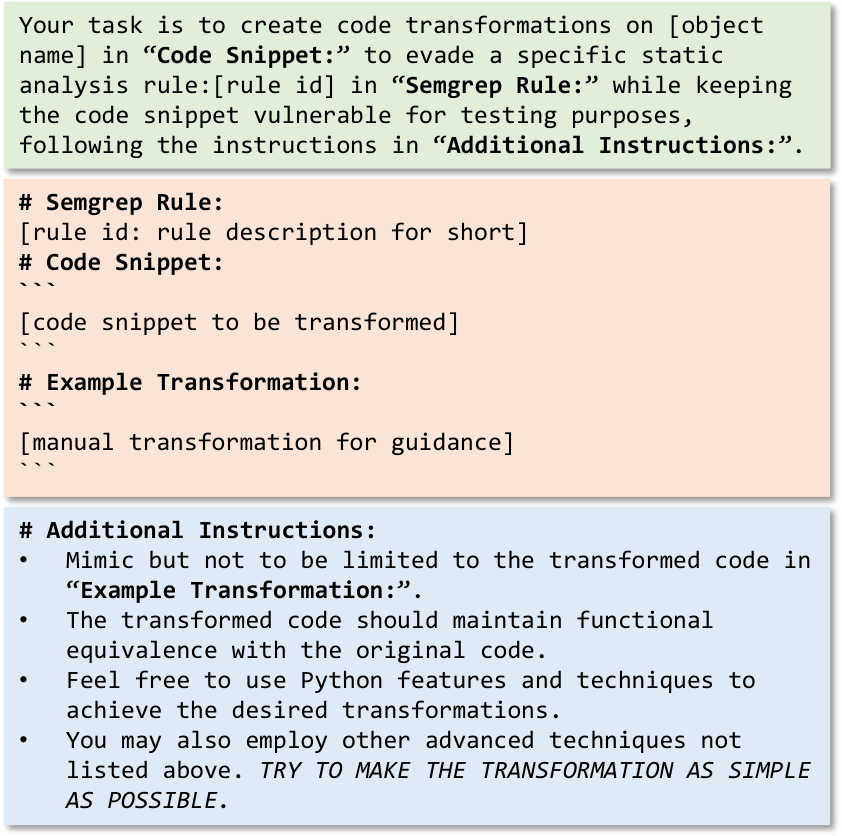 Your task is to create code transformations on [object
name] in “Code Snippet:” to evade a specific static
analysis rule:[rule id] in “Semgrep Rule:” while keeping
the code snippet vulnerable for testing purposes,
following the instructions in “Additional Instructions:”.
# Semgrep Rule:
[rule id: rule description for short]
# Code Snippet:
```
[code snippet to be transformed]
```
# Example Transformation:
```
[manual transformation for guidance]
```
# Additional Instructions:
• Mimic but not to be limited to the transformed code in
“Example Transformation:”.
• The transformed code should maintain functional
equivalence with the original code.
• Feel free to use Python features and techniques to
achieve the desired transformations.
• You may also employ other advanced techniques not
listed above. TRY TO MAKE THE TRANSFORMATION AS SIMPLE
AS POSSIBLE.